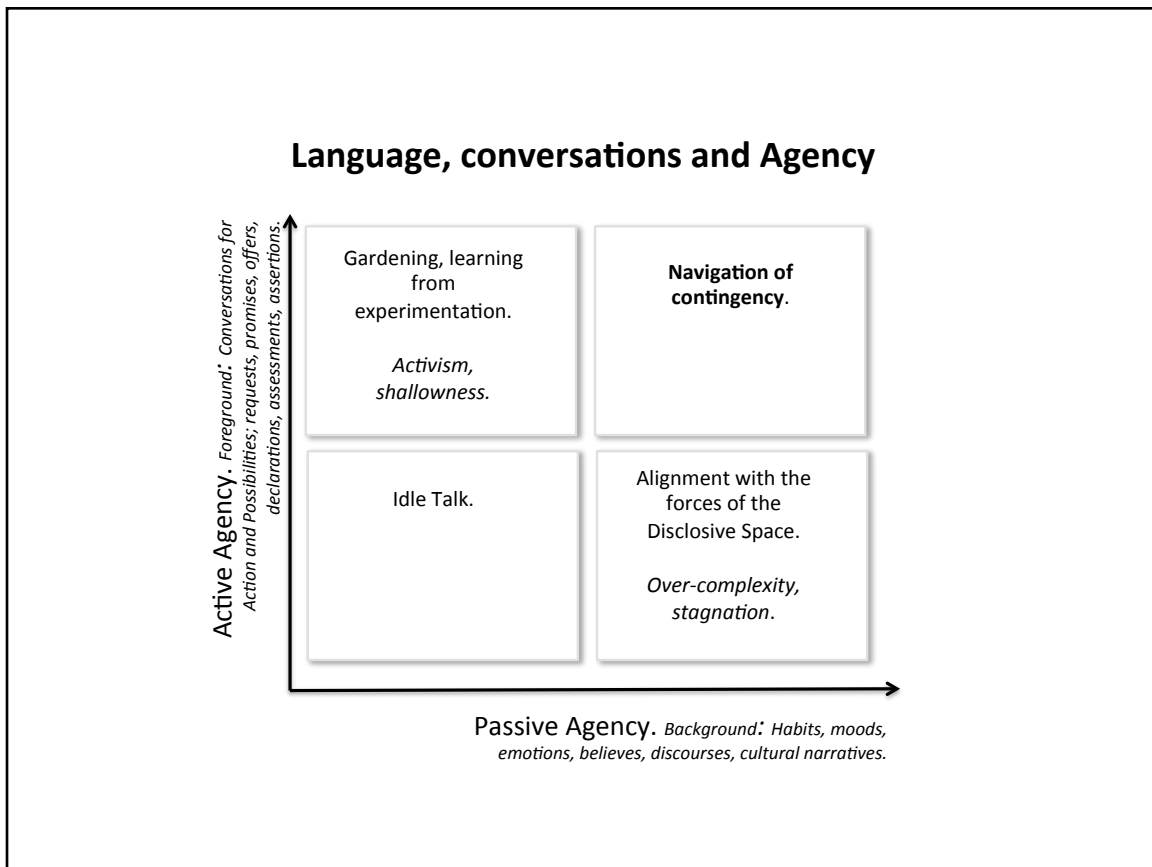 Language, conversations and Agency
Active Agency. Foreground: Conversations for
Action and Possibilities; requests, promises, offers,
declarations, assessments, assertions.
Gardening, learning
from
experimentation.
Activism,
shallowness.
Navigation of
contingency.
Idle Talk.
Alignment with the
forces of the
Disclosive Space.
Over-complexity,
stagnation.
Passive Agency. Background: Habits, moods,
emotions, believes, discourses, cultural narratives.